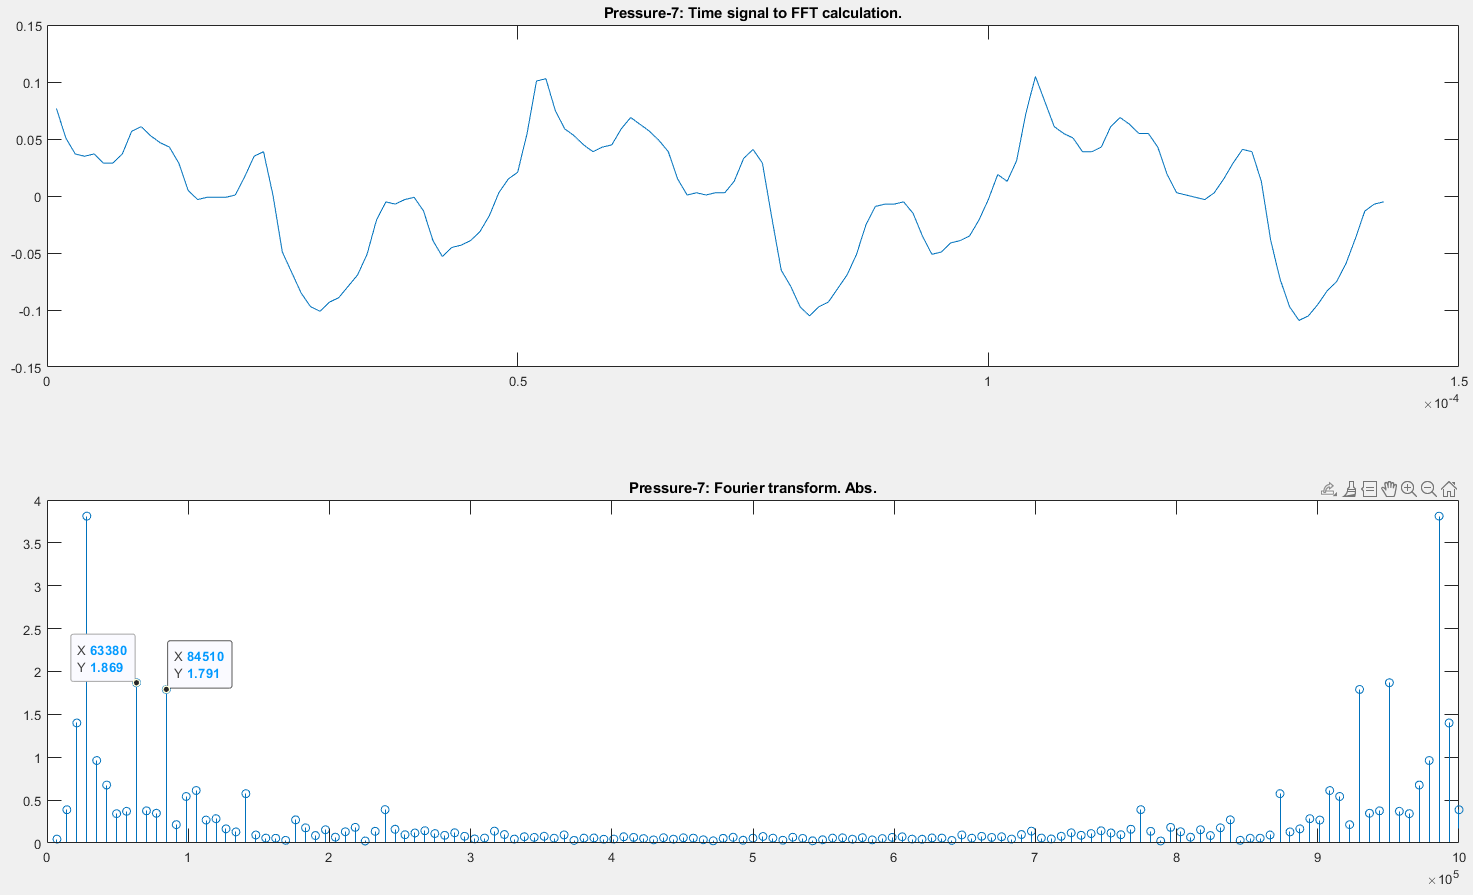 Pressure-7: Time signal to FFT calculation.
0.15
0.1
0.05
0
-0.05
-0.1
-0.15
0 0.5 1 1.5
×10-4
Pressure-7: Fourier transform. Abs.
4
3.5
3
2.5
2
1.5
1
0.5
0
X 63380
Y 1.869
X 84510
Y 1.791
0 1 2 3 4 5 6 7 8 9 10
×105